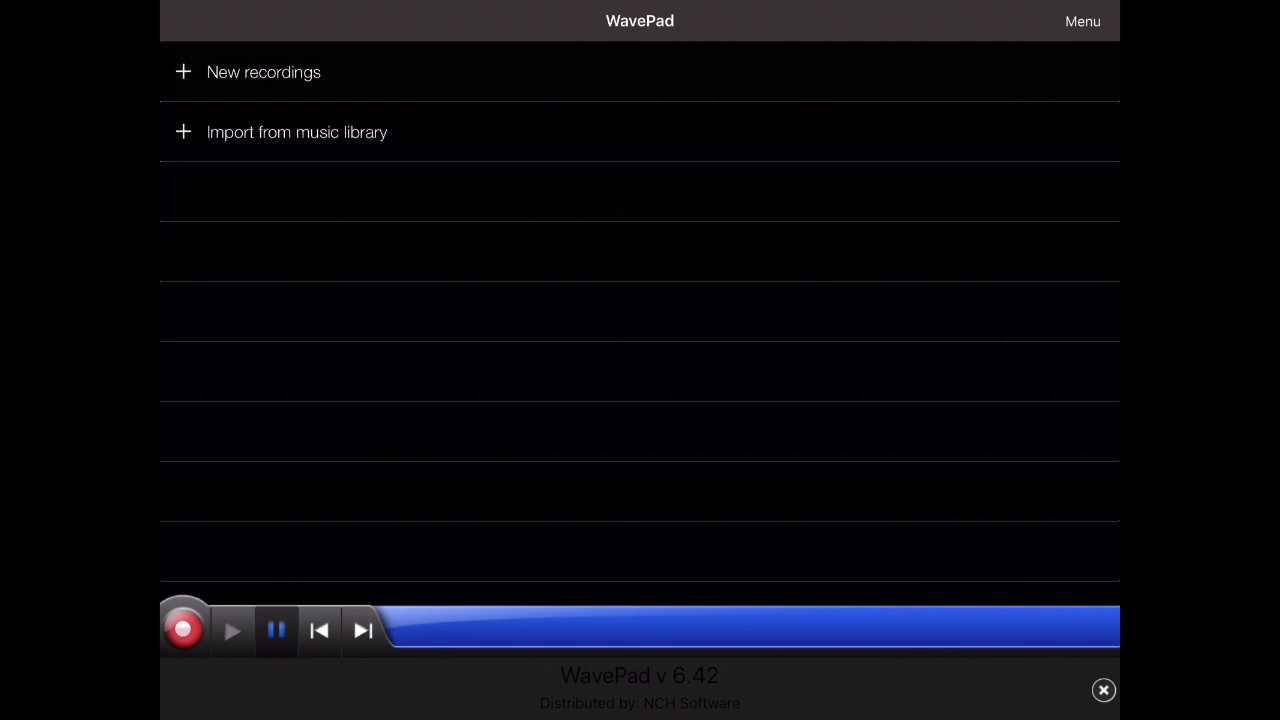 WavePad
Menu
New recordings
Import from music library
WavePad v 6.42
Distributed by: NCH Software